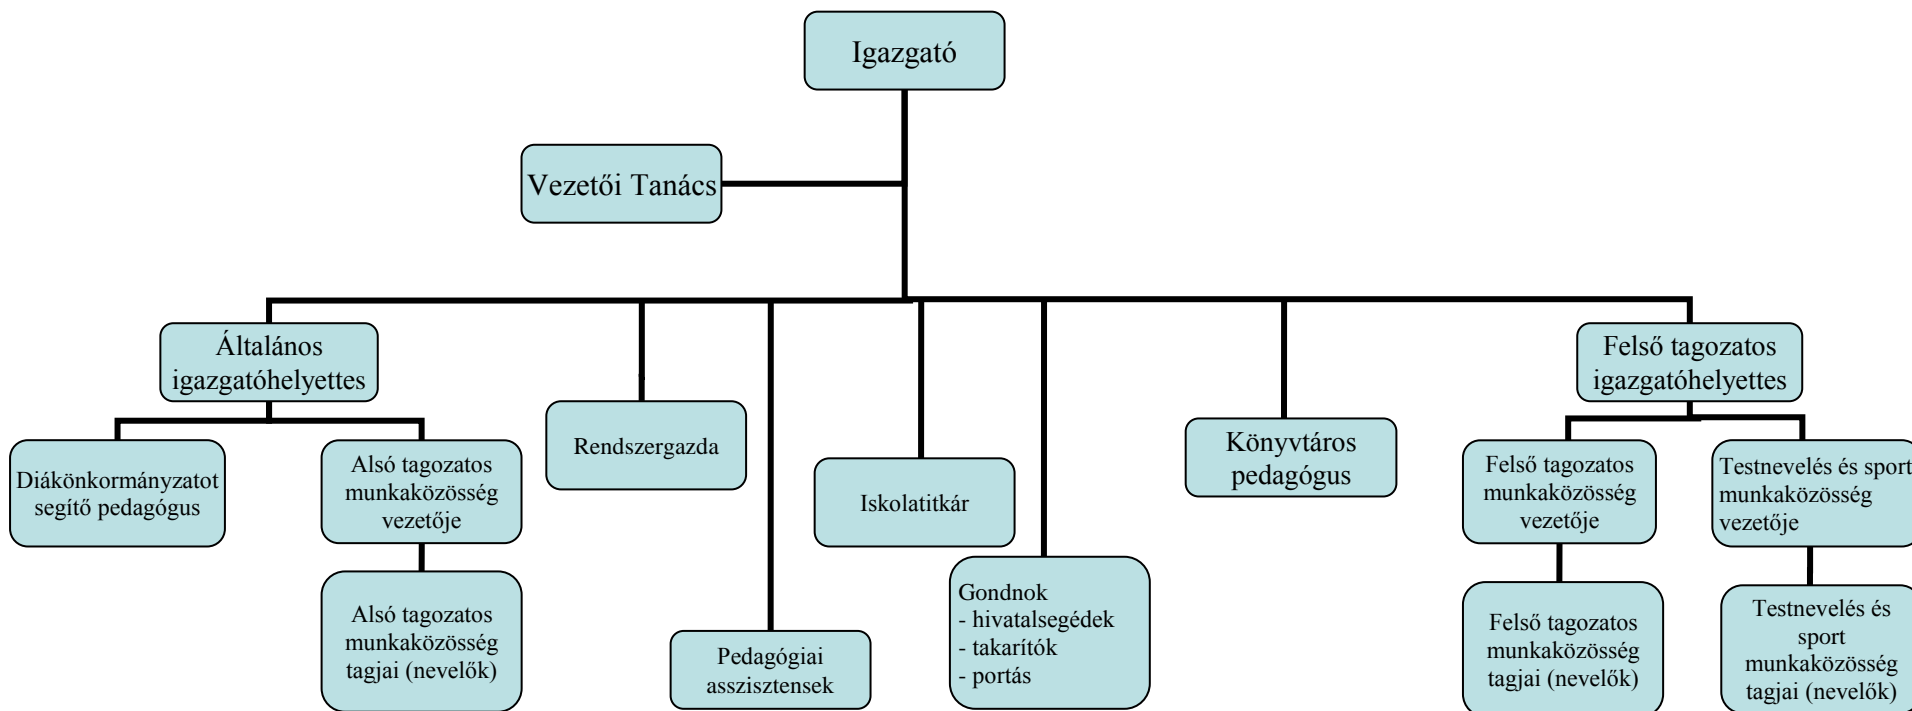 Igazgató
Vezetői Tanács
Általános
igazgatóhelyettes
Felső tagozatos
igazgatóhelyettes
Diákönkormányzatot
segítő pedagógus
Alsó tagozatos
munkaközösség
vezetője
Rendszergazda
Iskolatitkár
Könyvtáros
pedagógus
Felső tagozatos
munkaközösség
vezetője
Testnevelés és sport
munkaközösség
vezetője
Alsó tagozatos
munkaközösség
tagjai (nevelők)
Pedagógiai
asszisztensek
Gondnok
- hivatalsegédek
- takarítók
- portás
Felső tagozatos
munkaközösség
tagjai (nevelők)
Testnevelés és
sport
munkaközösség
tagjai (nevelők)